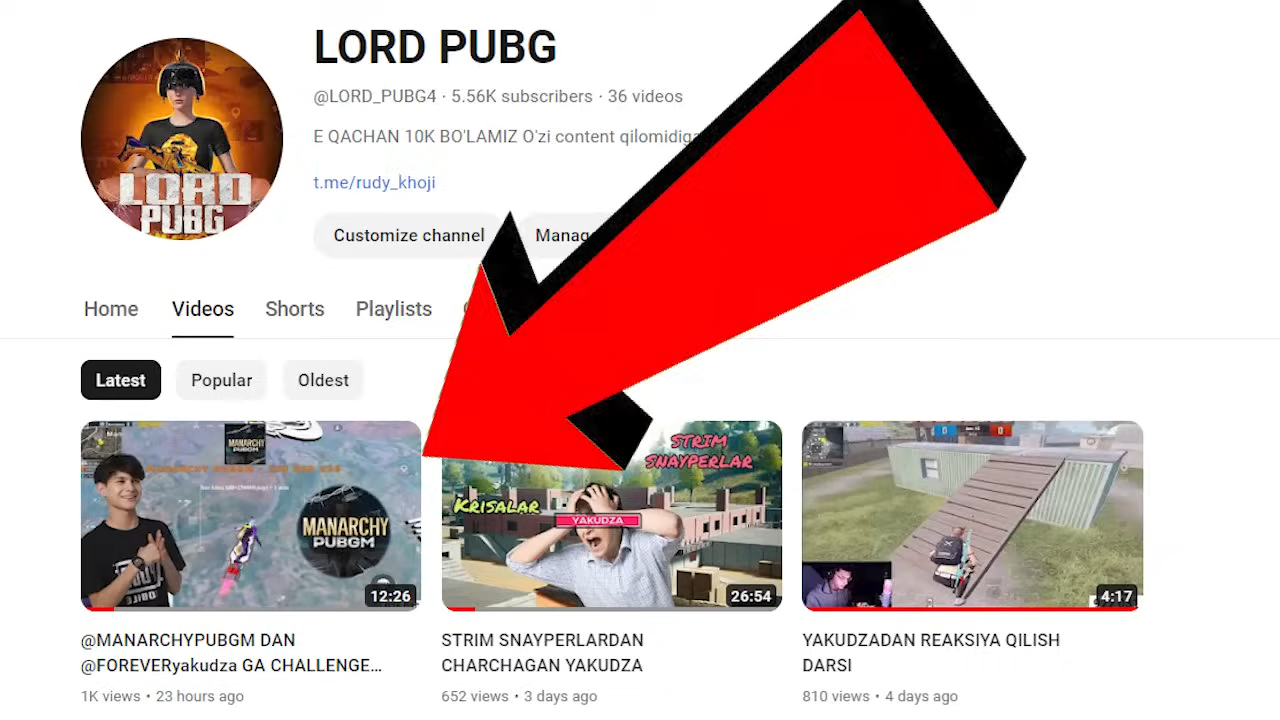 LORD PUBG
@LORD_PUBG4 · 5.56K subscribers · 36 videos
E QACHAN 10K BO'LAMIZ O'zi content qilomidiga
t.me/rudy_khoji
LORD
PUBG
Customize channel
Home Videos Shorts Playlists
Latest Popular Oldest
MANARCHY
PUBGM
MANARCHY
PUBGM
12:26
STRIM
SNAYPERLAR
KRISALAR
YAKUDZA
26:54
0 0
4:17
@MANARCHYPUBGM DAN
@FOREVERyakudza GA CHALLENGE...
1K views • 23 hours ago
STRIM SNAYPERLARDAN
CHARCHAGAN YAKUDZA
652 views • 3 days ago
YAKUDZADAN REAKSIYA QILISH
DARSI
810 views • 4 days ago